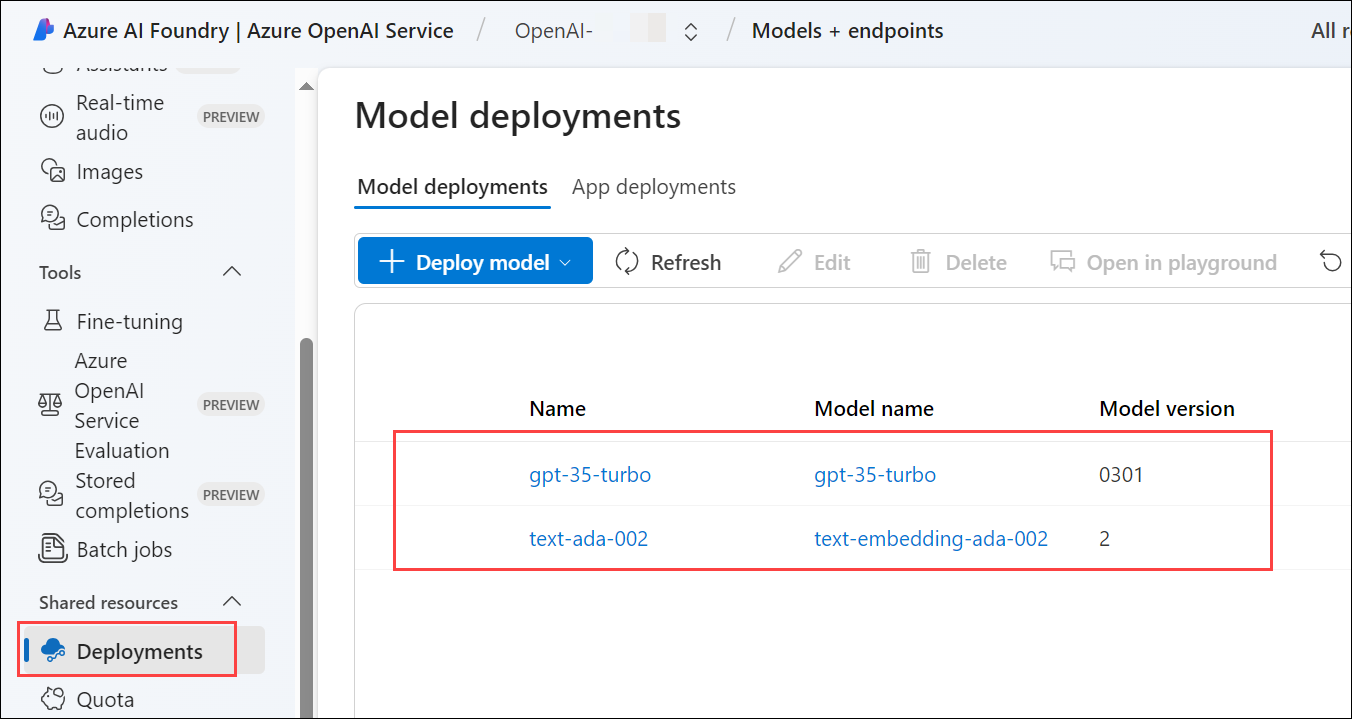 Azure AI Foundry | Azure OpenAI Service / OpenAI- / Models + endpoints
All
Assistants
Real-time
audio
PREVIEW
Images
Completions
Tools
Fine-tuning
Azure
OpenAI
Service
Evaluation
PREVIEW
Stored
completions
PREVIEW
Batch jobs
Shared resources
Deployments
Quota
Model deployments
Model deployments App deployments
Deploy model Refresh Edit Delete Open in playground
Name Model name Model version
gpt-35-turbo gpt-35-turbo 0301
text-ada-002 text-embedding-ada-002 2